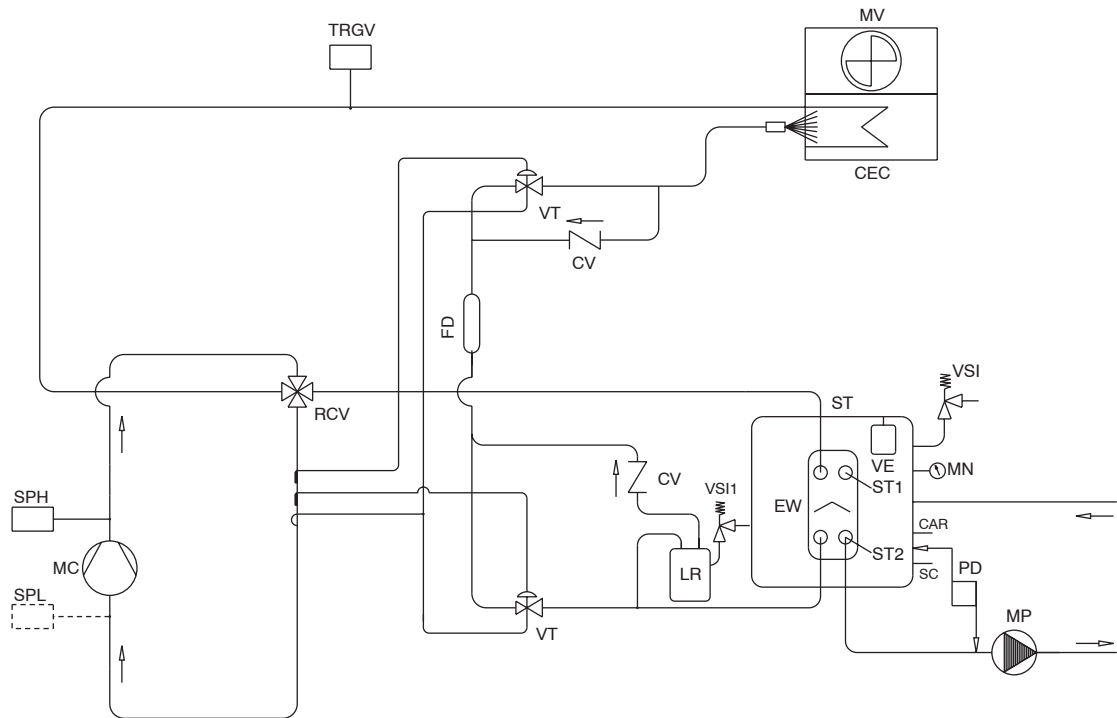 TRGV
MV
CEC
VT
CV
FD
RCV
ST
VSI
VE
MN
SPH
CV
VSI1
EW
ST1
CAR
MC
LR
ST2
SC
PD
SPL
VT
MP